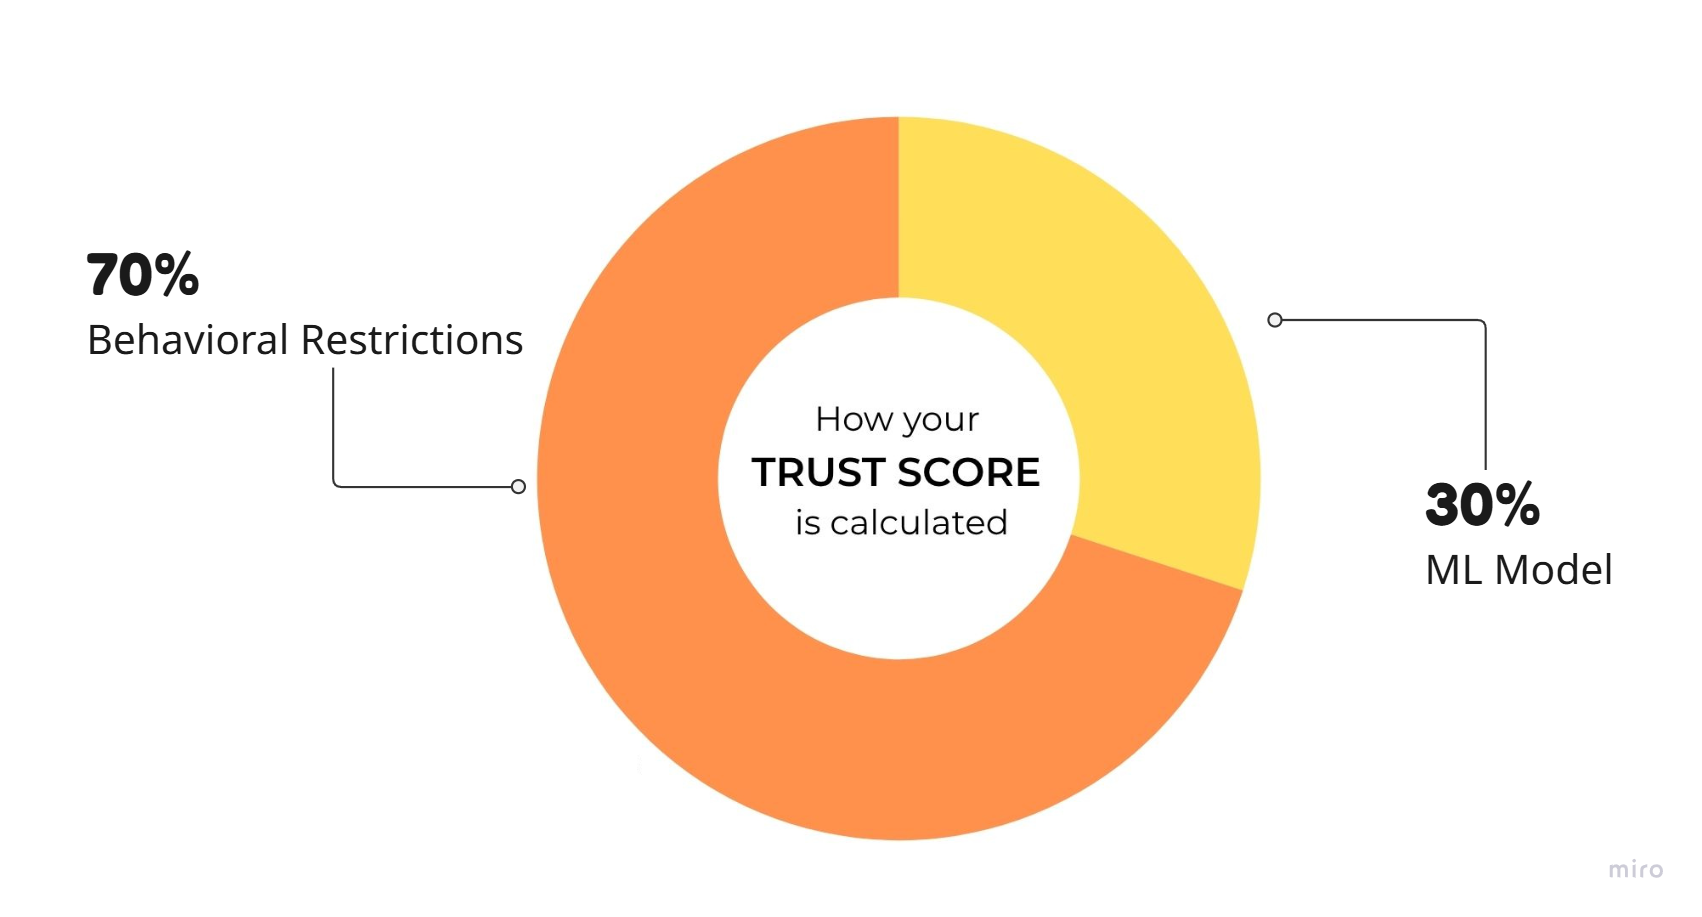 70%
Behavioral Restrictions
How your
TRUST SCORE
is calculated
30%
ML Model
miro